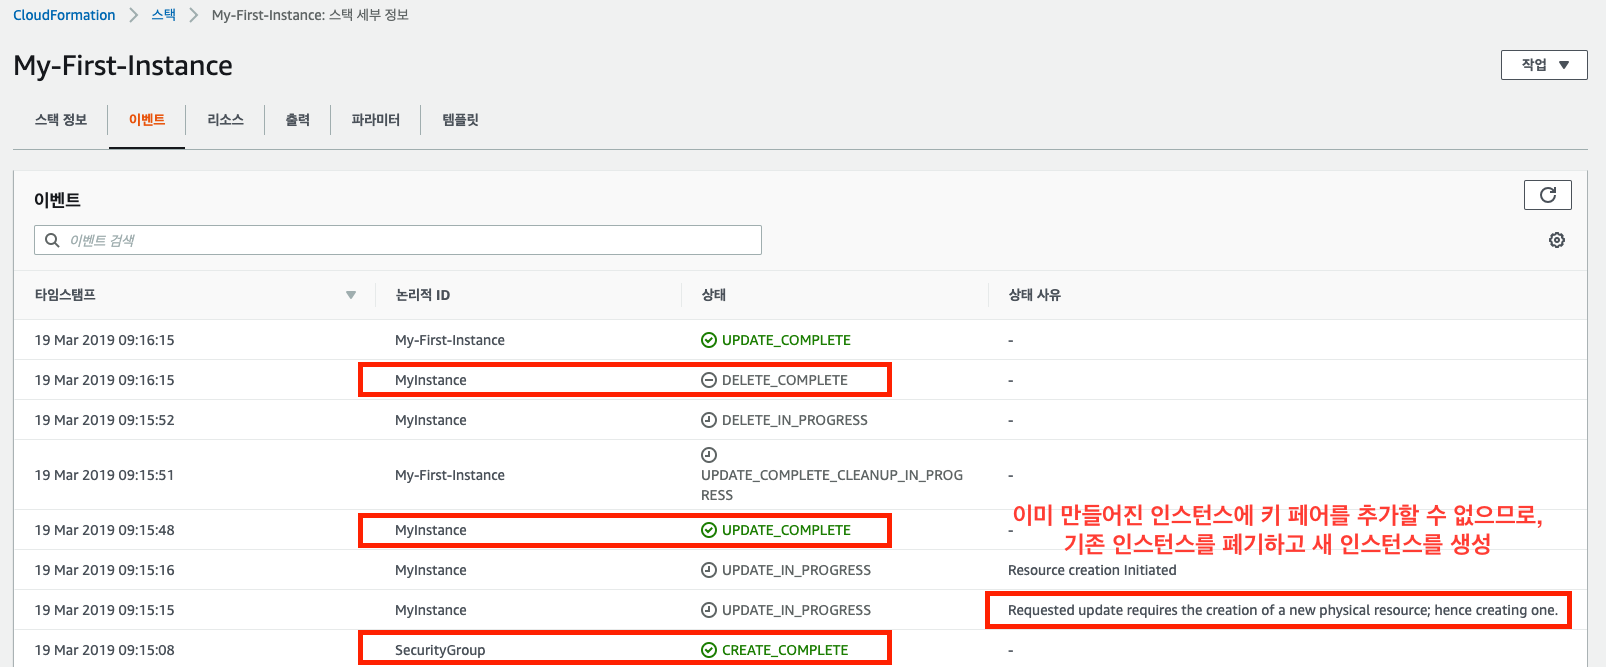 CloudFormation > 스택 > My-First-Instance: 스택 세부 정보
My-First-Instance
작업
스택 정보 이벤트 리소스 출력 파라미터 템플릿
이벤트
이벤트 검색
타임스탬프 논리적 ID 상태 상태 사유
19 Mar 2019 09:16:15 My-First-Instance UPDATE_COMPLETE -
19 Mar 2019 09:16:15 MyInstance DELETE_COMPLETE -
19 Mar 2019 09:15:52 MyInstance DELETE_IN_PROGRESS -
19 Mar 2019 09:15:51 My-First-Instance UPDATE_COMPLETE_CLEANUP_IN_PROG
RESS -
이미 만들어진 인스턴스에 키 페어를 추가할 수 없으므로,
기존 인스턴스를 폐기하고 새 인스턴스를 생성
19 Mar 2019 09:15:48 MyInstance UPDATE_COMPLETE -
19 Mar 2019 09:15:16 MyInstance UPDATE_IN_PROGRESS Resource creation Initiated
19 Mar 2019 09:15:15 MyInstance UPDATE_IN_PROGRESS Requested update requires the creation of a new physical resource; hence creating one.
19 Mar 2019 09:15:08 SecurityGroup CREATE_COMPLETE -